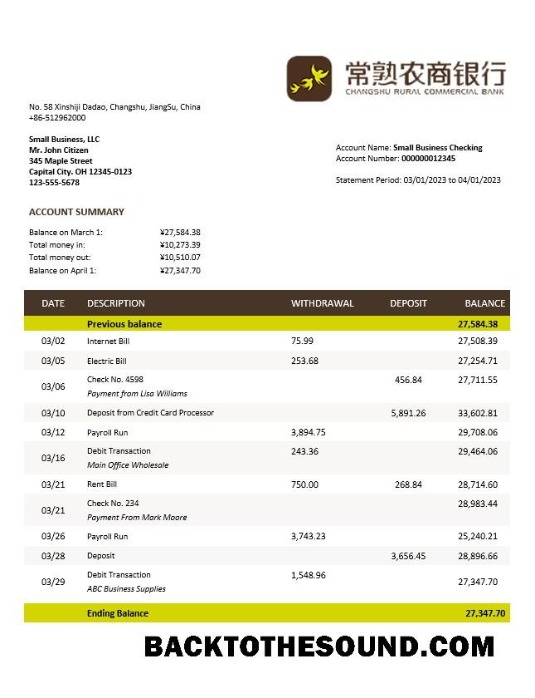 常熟农商银行
CHANGSHU RURAL COMMERCIAL BANK
No. 58 Xinshiji Dadao, Changshu, JiangSu, China
+86-512962000
Small Business, LLC
Mr. John Citizen
345 Maple Street
Capital City. OH 12345-0123
123-555-5678
Account Name: Small Business Checking
Account Number: 000000012345
Statement Period: 03/01/2023 to 04/01/2023
ACCOUNT SUMMARY
Balance on March 1: ¥27,584.38
Total money in: ¥10,273.39
Total money out: ¥10,510.07
Balance on April 1: ¥27,347.70
DATE DESCRIPTION WITHDRAWAL DEPOSIT BALANCE
Previous balance 27,584.38
03/02 Internet Bill 75.99 27,508.39
03/05 Electric Bill 253.68 27,254.71
03/06 Check No. 4598 456.84 27,711.55
Payment from Lisa Williams
03/10 Deposit from Credit Card Processor 5,891.26 33,602.81
03/12 Payroll Run 3,894.75 29,708.06
03/16 Debit Transaction 243.36 29,464.06
Main Office Wholesale
03/21 Rent Bill 750.00 268.84 28,714.60
03/21 Check No. 234 28,983.44
Payment From Mark Moore
03/26 Payroll Run 3,743.23 25,240.21
03/28 Deposit 3,656.45 28,896.66
03/29 Debit Transaction 1,548.96 27,347.70
ABC Business Supplies
Ending Balance 27,347.70
BACKTOTHESOUND.COM